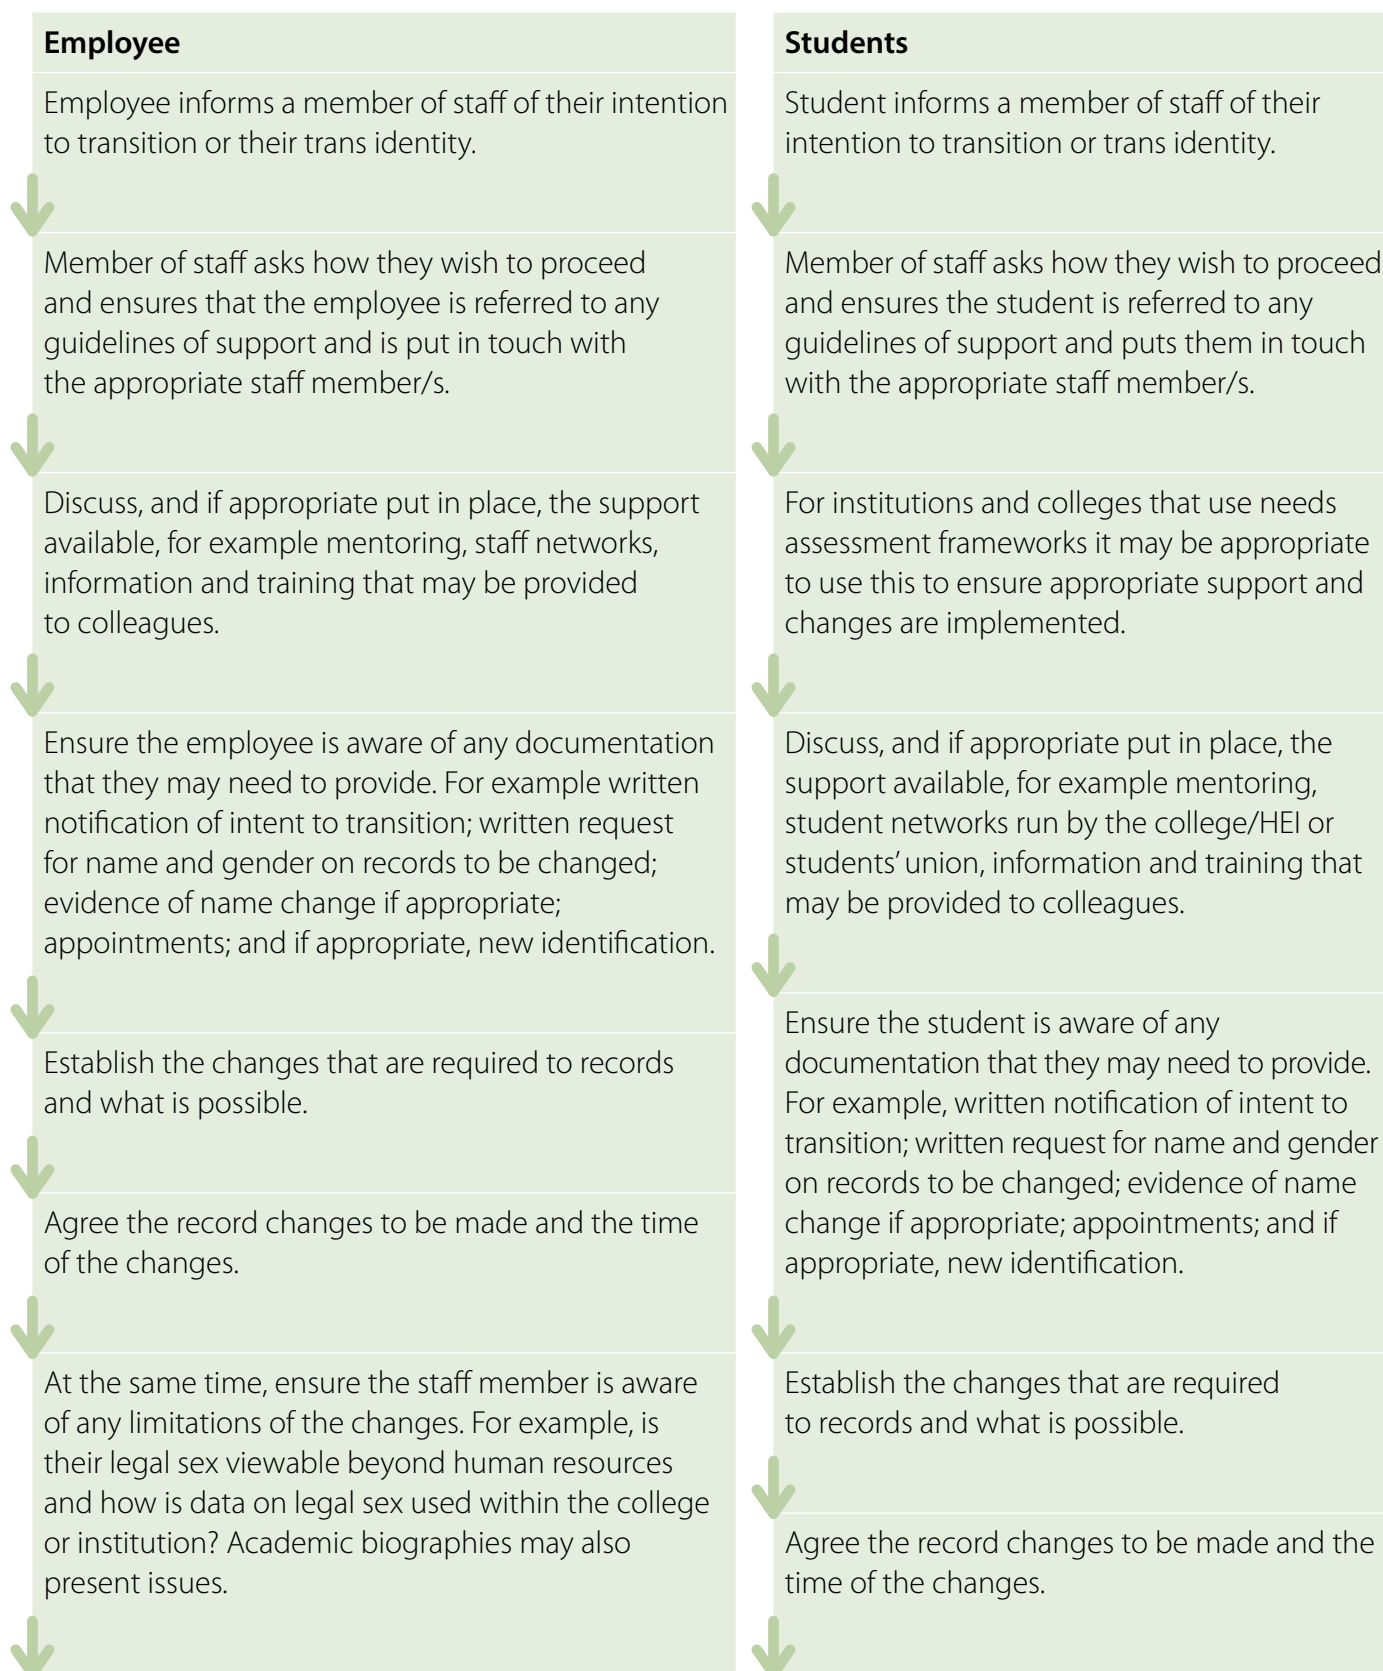 Employee
Employee informs a member of staff of their intention
to transition or their trans identity.
Member of staff asks how they wish to proceed
and ensures that the employee is referred to any
guidelines of support and is put in touch with
the appropriate staff member/s.
Discuss, and if appropriate put in place, the support
available, for example mentoring, staff networks,
information and training that may be provided
to colleagues.
Ensure the employee is aware of any documentation
that they may need to provide. For example written
notification of intent to transition; written request
for name and gender on records to be changed;
evidence of name change if appropriate;
appointments; and if appropriate, new identification.
Establish the changes that are required to records
and what is possible.
Agree the record changes to be made and the time
of the changes.
At the same time, ensure the staff member is aware
of any limitations of the changes. For example, is
their legal sex viewable beyond human resources
and how is data on legal sex used within the college
or institution? Academic biographies may also
present issues.
Students
Student informs a member of staff of their
intention to transition or trans identity.
Member of staff asks how they wish to proceed
and ensures the student is referred to any
guidelines of support and puts them in touch
with the appropriate staff member/s.
For institutions and colleges that use needs
assessment frameworks it may be appropriate
to use this to ensure appropriate support and
changes are implemented.
Discuss, and if appropriate put in place, the
support available, for example mentoring,
student networks run by the college/HEI or
students’ union, information and training that
may be provided to colleagues.
Ensure the student is aware of any
documentation that they may need to provide.
For example, written notification of intent to
transition; written request for name and gender
on records to be changed; evidence of name
change if appropriate; appointments; and if
appropriate, new identification.
Establish the changes that are required
to records and what is possible.
Agree the record changes to be made and the
time of the changes.